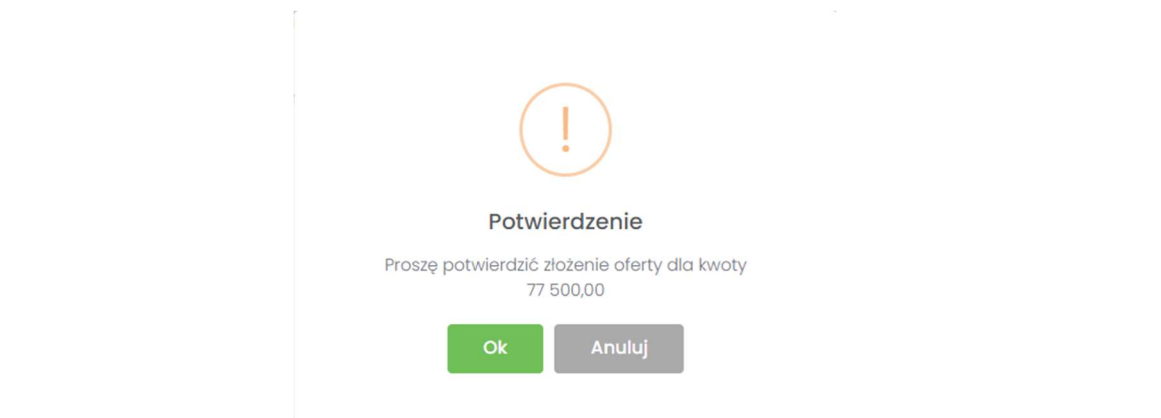 Potwierdzenie
Proszę potwierdzić złożenie oferty dla kwoty
77 500,00
Ok
Anuluj